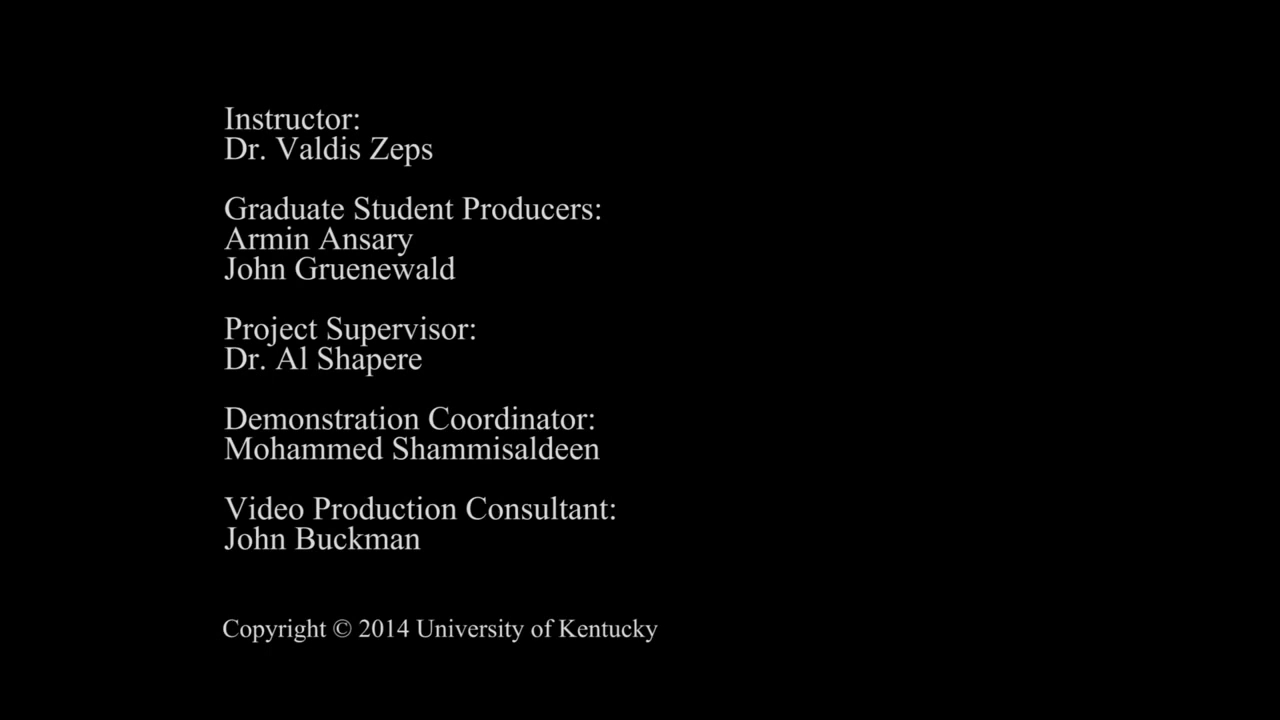 Instructor:
Dr. Valdis Zeps
Graduate Student Producers:
Armin Ansary
John Gruenewald
Project Supervisor:
Dr. Al Shapere
Demonstration Coordinator:
Mohammed Shammisaldeen
Video Production Consultant:
John Buckman
Copyright © 2014 University of Kentucky